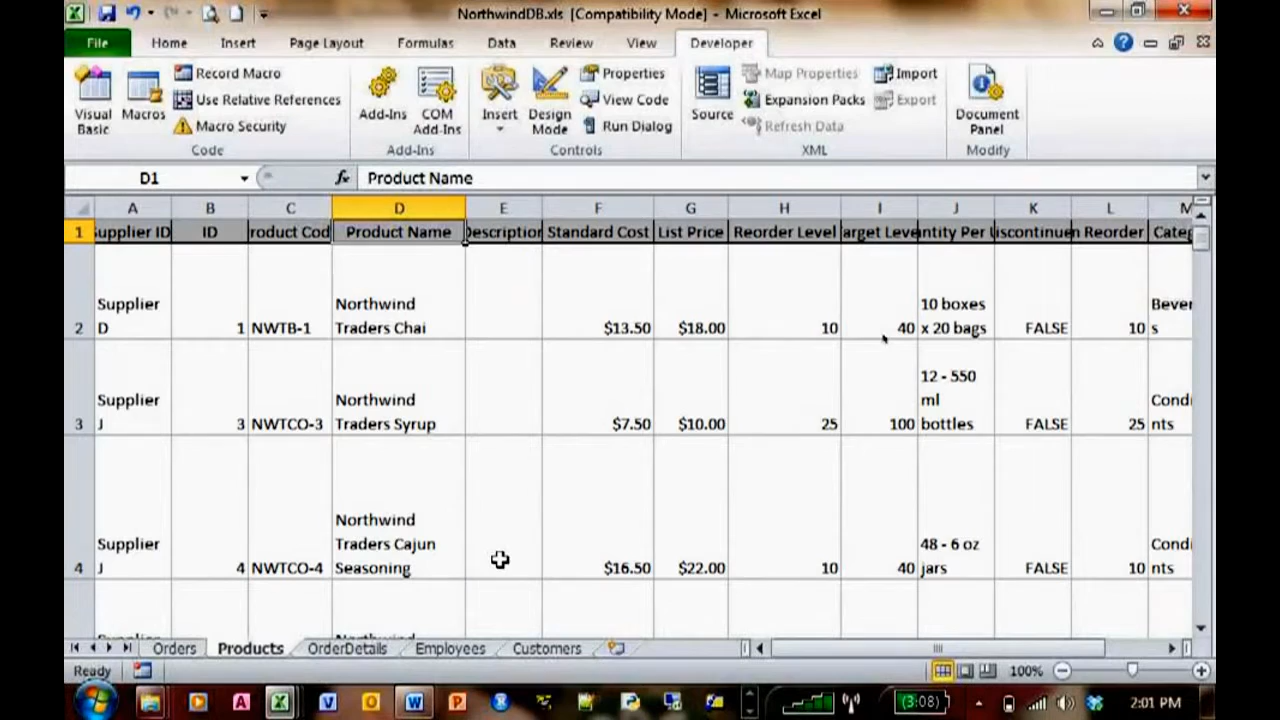 NorthwindDB.xls [Compatibility Mode] - Microsoft Excel
File Home Insert Page Layout Formulas Data Review View Developer
Visual Basic
Macros
Record Macro
Use Relative References
Macro Security
Code
Add-Ins
COM Add-Ins
Add-Ins
Insert
Design Mode
Properties
View Code
Run Dialog
Controls
Source
Map Properties
Expansion Packs
Refresh Data
Import
Export
XML
Document Panel
Modify
D1 fx Product Name
A B C D E F G H I J K L M
1 upplier ID ID roduct Cod Product Name Description Standard Cost List Price Reorder Level arget Leve ntity Per U iscontinue n Reorder Categ
Supplier Northwind 10 boxes Bever
2 D 1 NWTB-1 Traders Chai $13.50 $18.00 10 40 x 20 bags FALSE 10 s
12 - 550
Supplier Northwind ml Condi
3 J 3 NWTCO-3 Traders Syrup $7.50 $10.00 25 100 bottles FALSE 25 nts
Northwind
Supplier Traders Cajun 48 - 6 oz Condi
4 J 4 NWTCO-4 Seasoning $16.50 $22.00 10 40 jars FALSE 10 nts
Orders Products OrderDetails Employees Customers
Ready 100%
(3:08) 2:01 PM